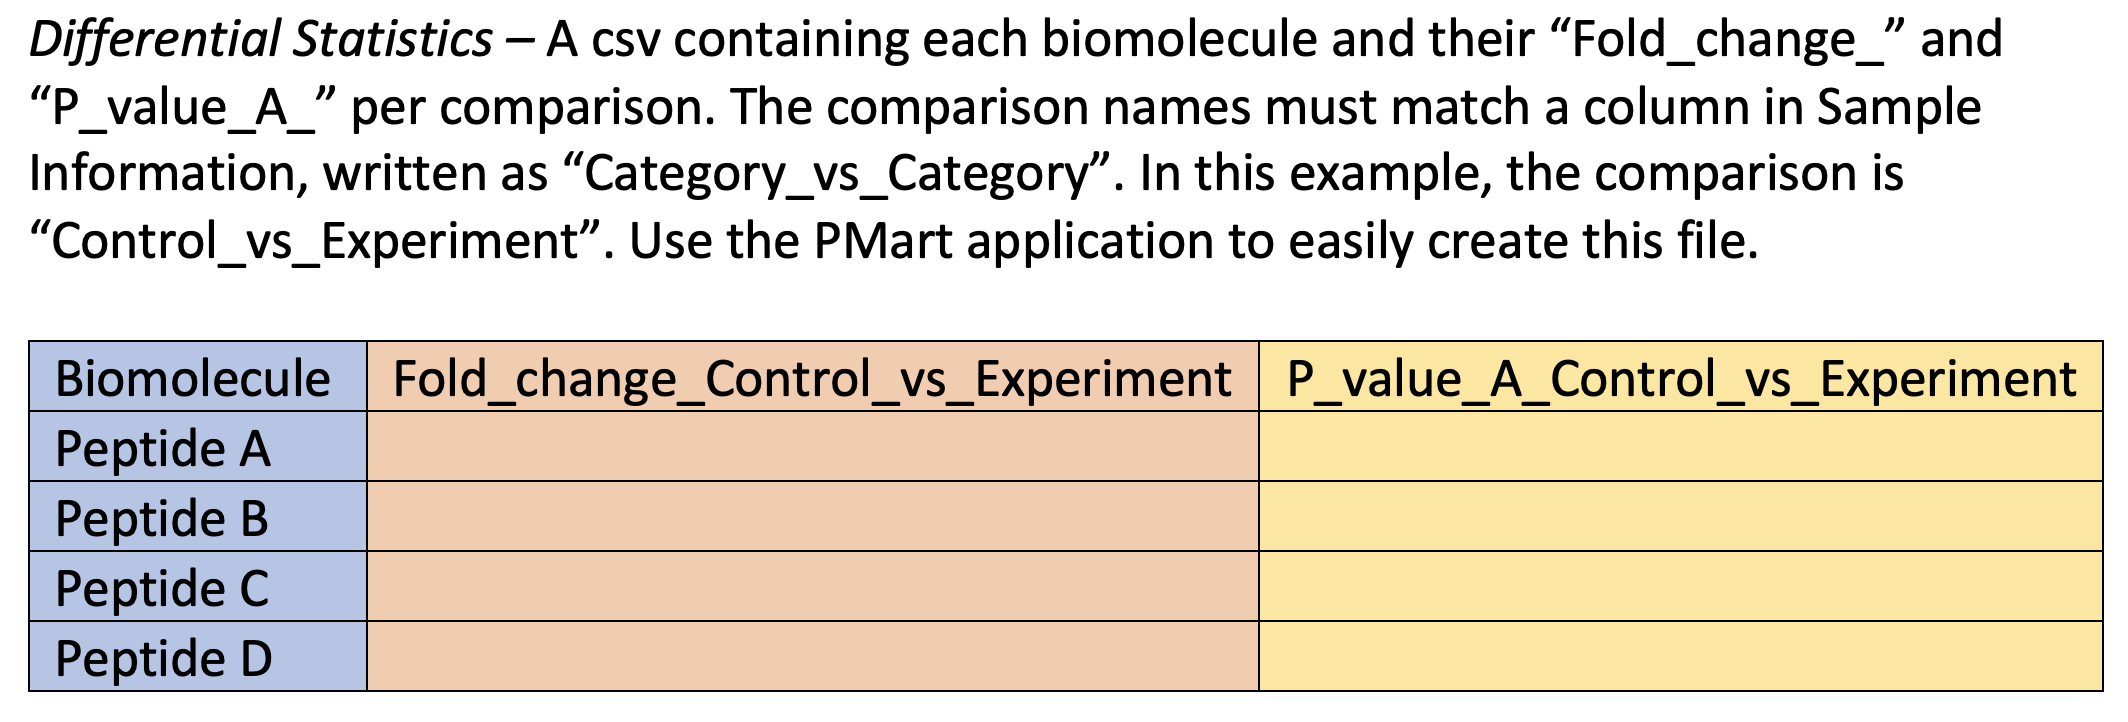 Differential Statistics – A csv containing each biomolecule and their “Fold_change_” and
“P_value_A_” per comparison. The comparison names must match a column in Sample
Information, written as “Category_vs_Category”. In this example, the comparison is
“Control_vs_Experiment”. Use the PMart application to easily create this file.
Biomolecule Fold_change_Control_vs_Experiment P_value_A_Control_vs_Experiment
Peptide A
Peptide B
Peptide C
Peptide D